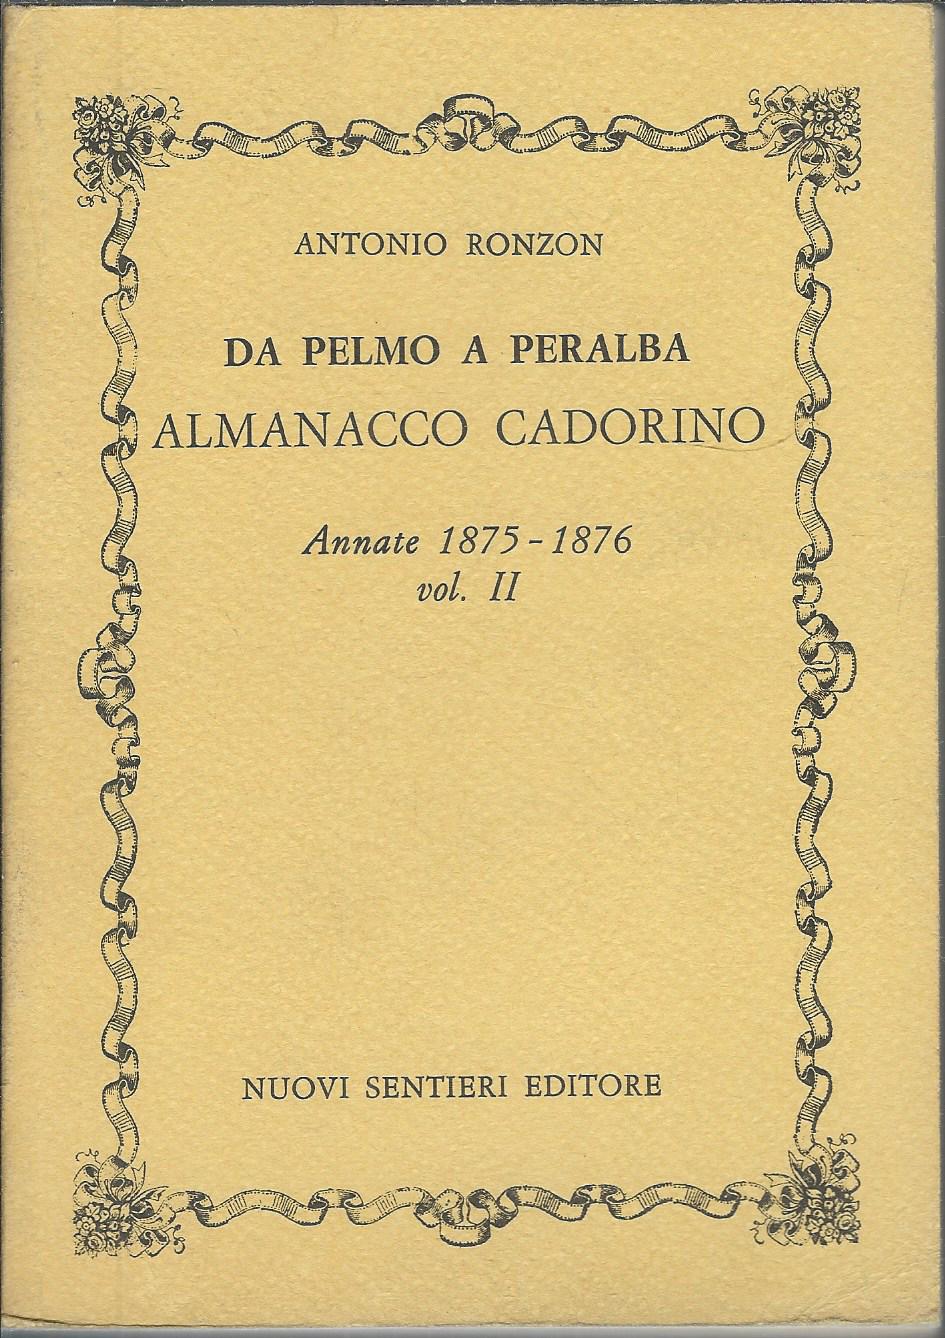 ANTONIO RONZON
DA PELMO A PERALBA
ALMANACCO CADORINO
Annate 1875-1876
vol. II
NUOVI SENTIERI EDITORE